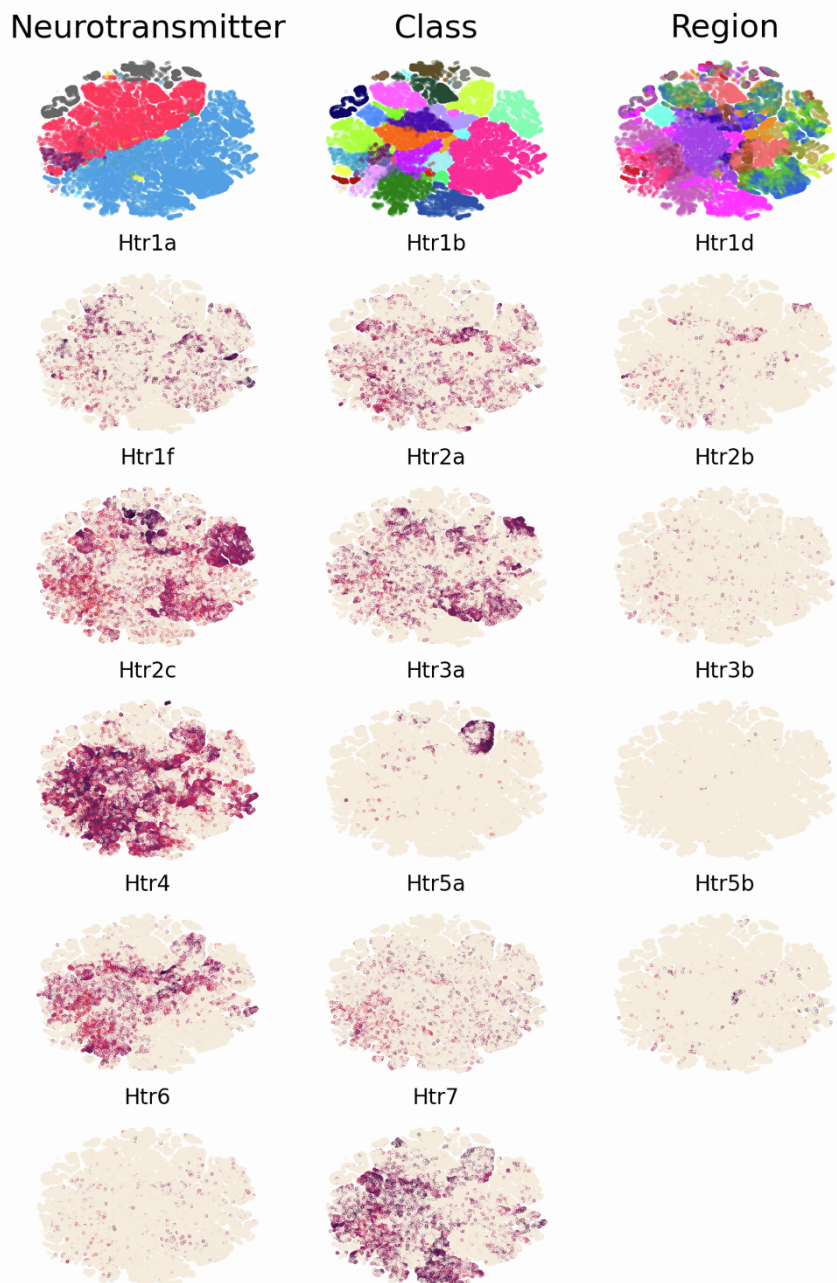 Neurotransmitter Class Region
Htr1a Htr1b Htr1d
Htr1f Htr2a Htr2b
Htr2c Htr3a Htr3b
Htr4 Htr5a Htr5b
Htr6 Htr7